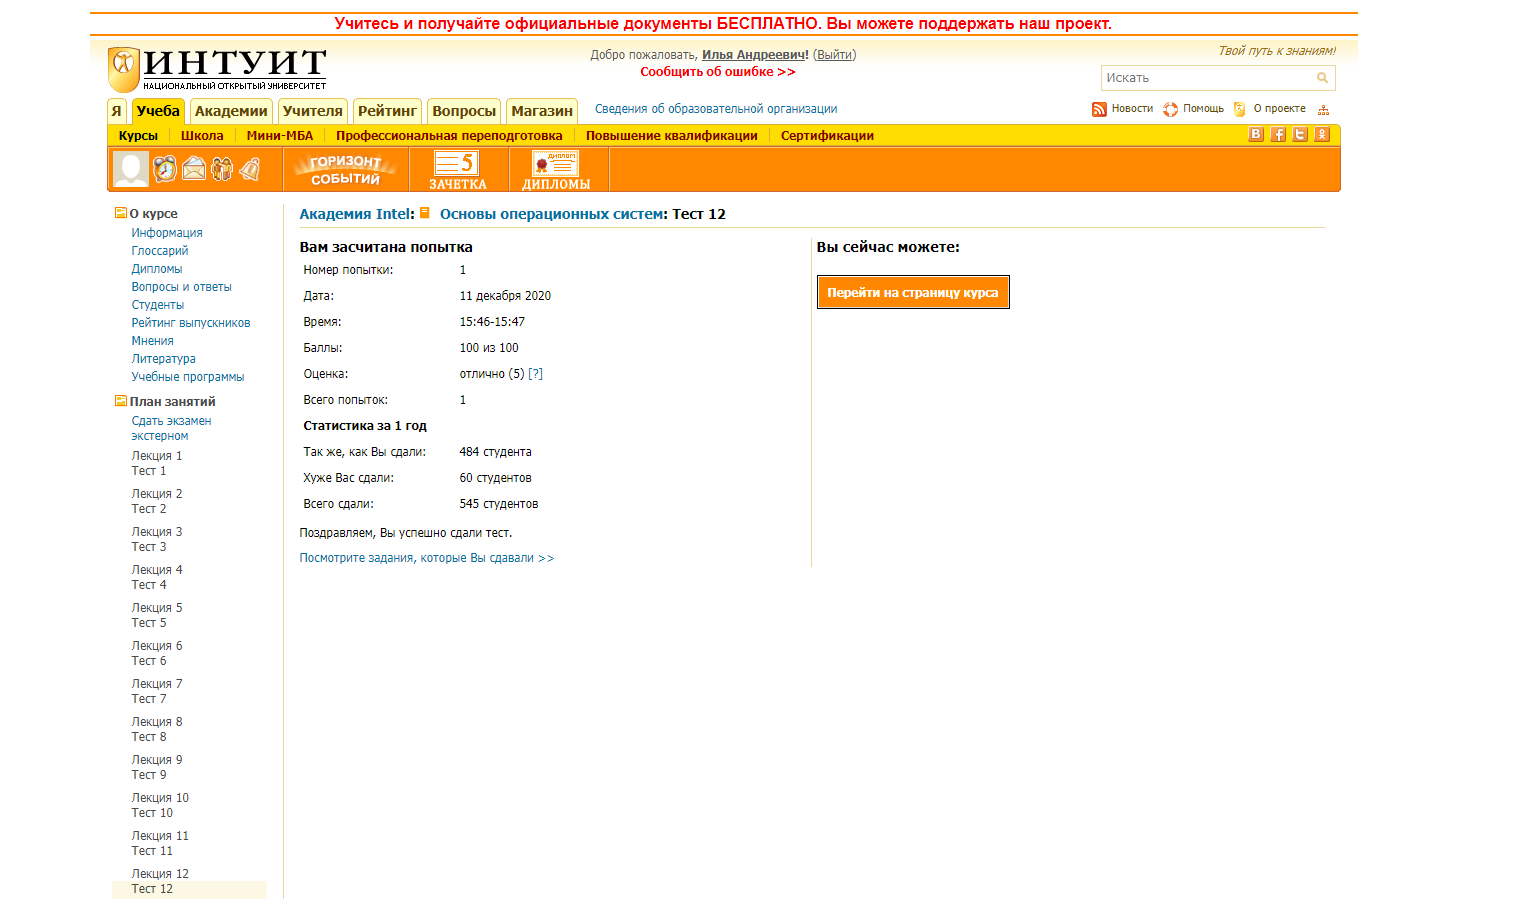 Учитесь и получайте официальные документы БЕСПЛАТНО. Вы можете поддержать наш проект.
ИНТУИТ
НАЦИОНАЛЬНЫЙ ОТКРЫТЫЙ УНИВЕРСИТЕТ
Добро пожаловать, Илья Андреевич! (Выйти)
Сообщить об ошибке >>
Твой путь к знаниям!
Искать
Я Учеба Академии Учителя Рейтинг Вопросы Магазин Сведения об образовательной организации Новости Помощь О проекте
Курсы Школа Мини-МБА Профессиональная переподготовка Повышение квалификации Сертификации
ГОРИЗОНТ
СОБЫТИЙ
5
ЗАЧЕТКА
ДИПЛОМ
ДИПЛОМЫ
О курсе
Информация
Глоссарий
Дипломы
Вопросы и ответы
Студенты
Рейтинг выпускников
Мнения
Литература
Учебные программы
План занятий
Сдать экзамен
экстерном
Лекция 1
Тест 1
Лекция 2
Тест 2
Лекция 3
Тест 3
Лекция 4
Тест 4
Лекция 5
Тест 5
Лекция 6
Тест 6
Лекция 7
Тест 7
Лекция 8
Тест 8
Лекция 9
Тест 9
Лекция 10
Тест 10
Лекция 11
Тест 11
Лекция 12
Тест 12
Академия Intel: Основы операционных систем: Тест 12
Вам засчитана попытка
Номер попытки: 1
Дата: 11 декабря 2020
Время: 15:46-15:47
Баллы: 100 из 100
Оценка: отлично (5) [?]
Всего попыток: 1
Статистика за 1 год
Так же, как Вы сдали: 484 студента
Хуже Вас сдали: 60 студентов
Всего сдали: 545 студентов
Поздравляем, Вы успешно сдали тест.
Посмотрите задания, которые Вы сдавали >>
Вы сейчас можете:
Перейти на страницу курса